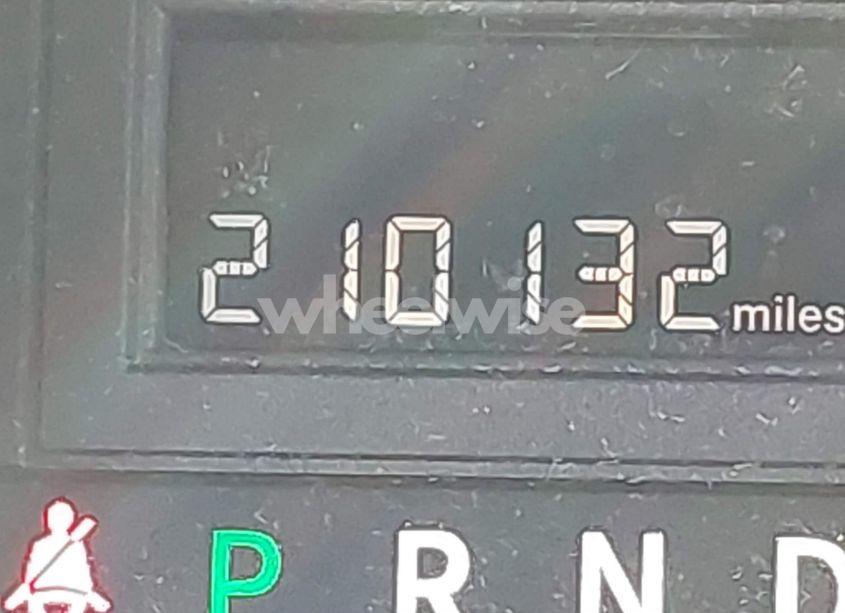 210132 miles
wheelwise
P R N D